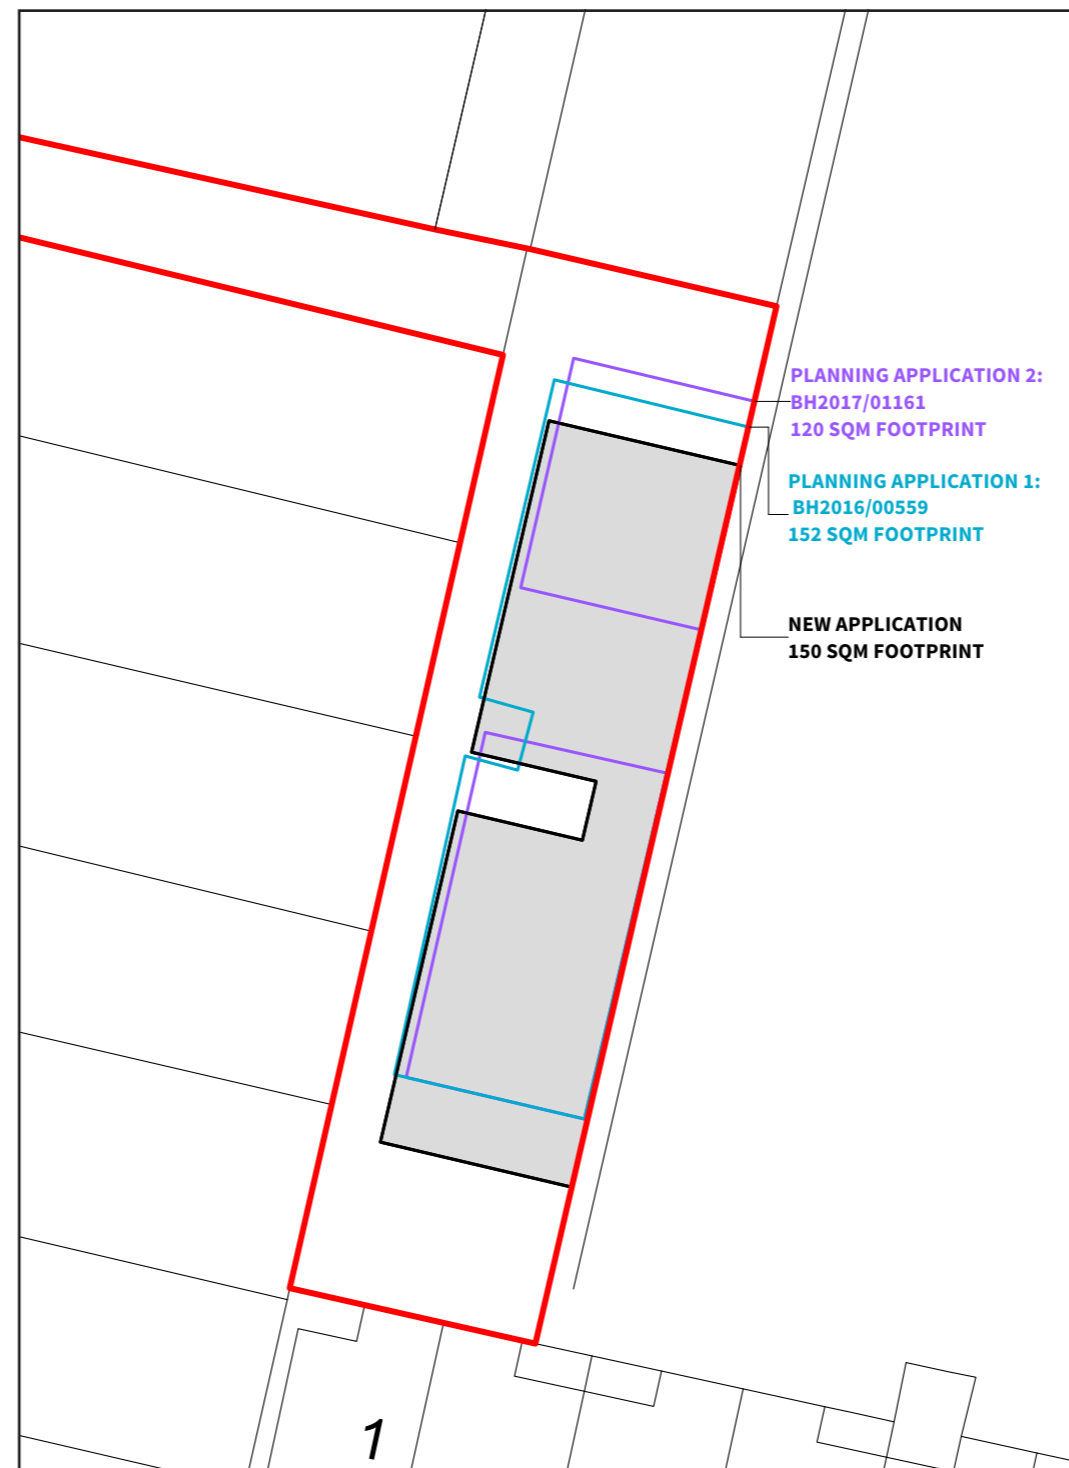 PLANNING APPLICATION 2:
BH2017/01161
120 SQM FOOTPRINT
PLANNING APPLICATION 1:
BH2016/00559
152 SQM FOOTPRINT
NEW APPLICATION
150 SQM FOOTPRINT
1